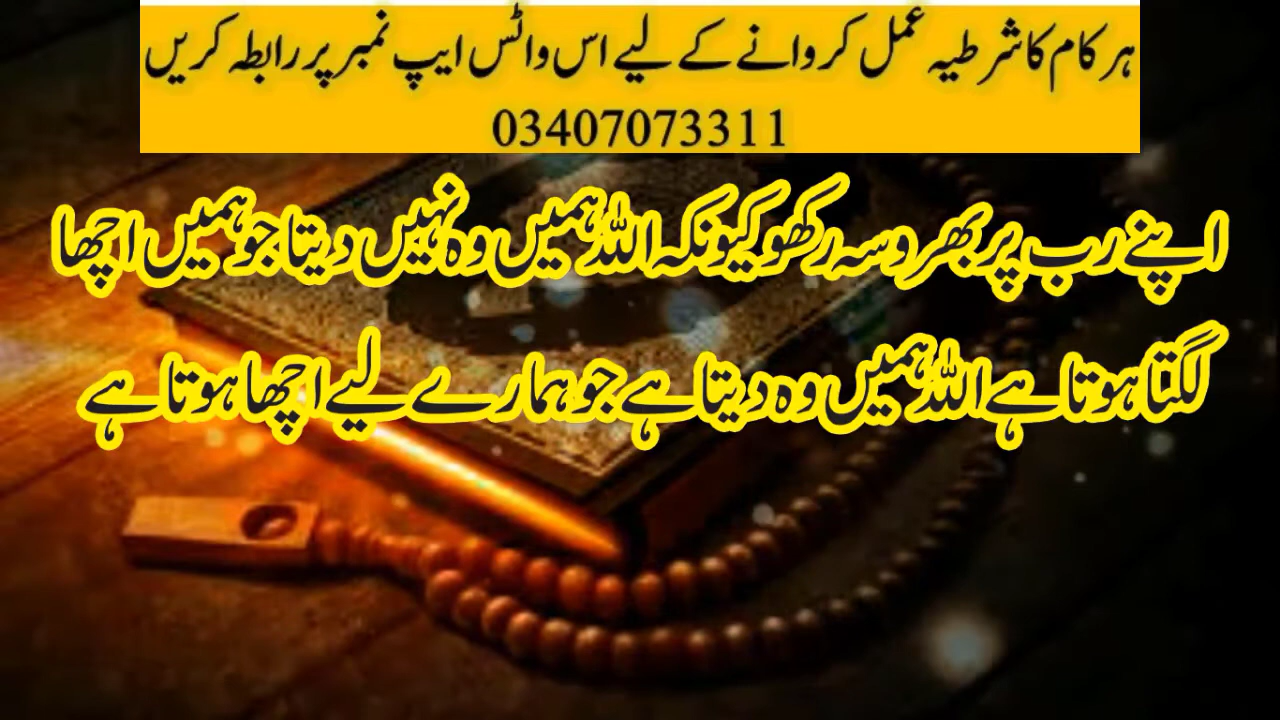 ہر کام کا شرطیہ عمل کروانے کے لیے اس واٹس ایپ نمبر پر رابطہ کریں
03407073311
اپنے رب پر بھروسہ رکھو کیونکہ اللہ ہمیں وہ نہیں دیتا جو ہمیں اچھا
لگتا ہوتا ہے اللہ ہمیں وہ دیتا ہے جو ہمارے لیے اچھا ہوتا ہے